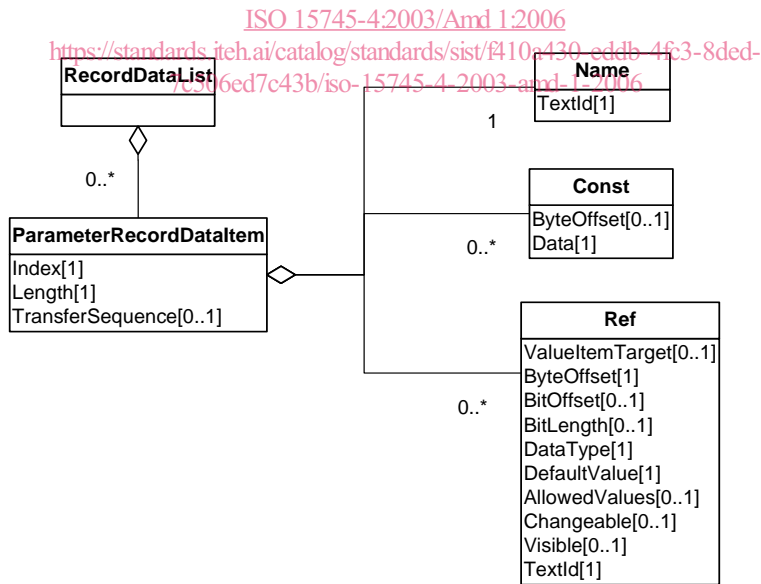 ISO 15745-4:2003/Amd 1:2006
https://standards.iteh.ai/catalog/standards/sist/f410a430-eddb-4fc3-8ded-
7c506ed7c43b/iso-15745-4-2003-amd-1-2006
RecordDataList
0..*
ParameterRecordDataItem
Index[1]
Length[1]
TransferSequence[0..1]
Name
TextId[1]
1
Const
ByteOffset[0..1]
Data[1]
0..*
Ref
ValueItemTarget[0..1]
ByteOffset[1]
BitOffset[0..1]
BitLength[0..1]
DataType[1]
DefaultValue[1]
AllowedValues[0..1]
Changeable[0..1]
Visible[0..1]
TextId[1]
0..*